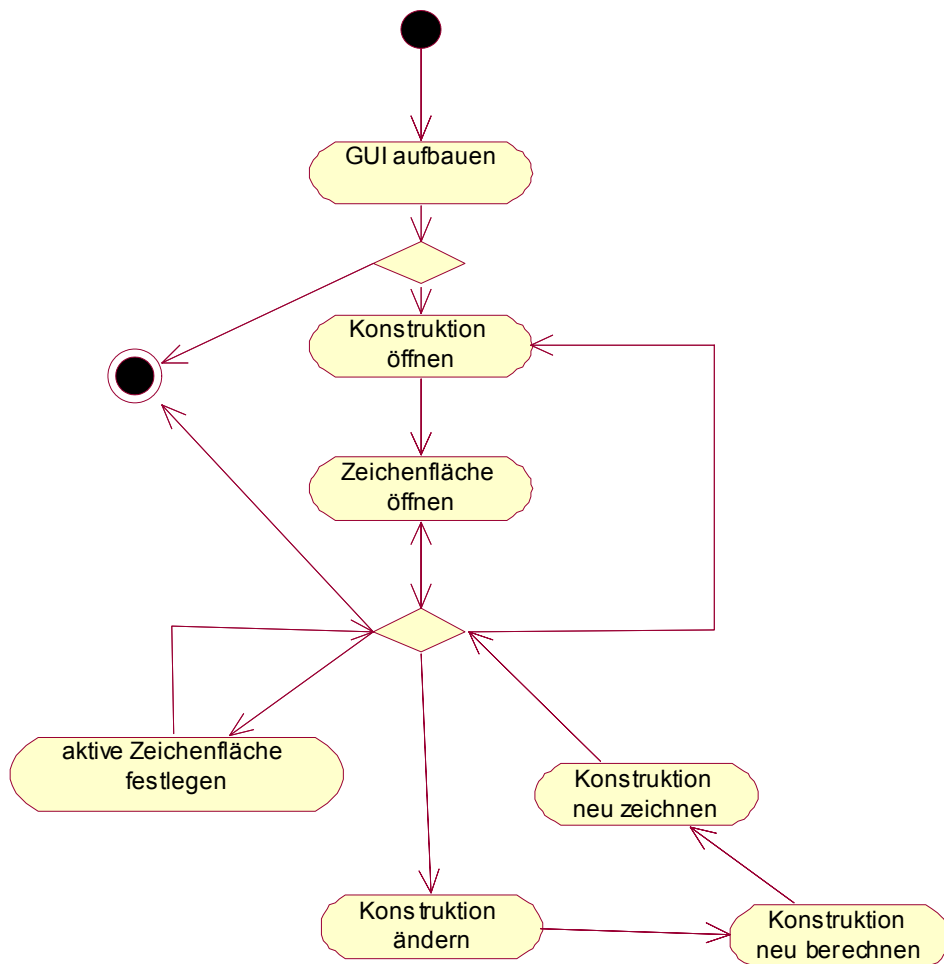 GUI aufbauen
Konstruktion
öffnen
Zeichenfläche
öffnen
aktive Zeichenfläche
festlegen
Konstruktion
neu zeichnen
Konstruktion
ändern
Konstruktion
neu berechnen